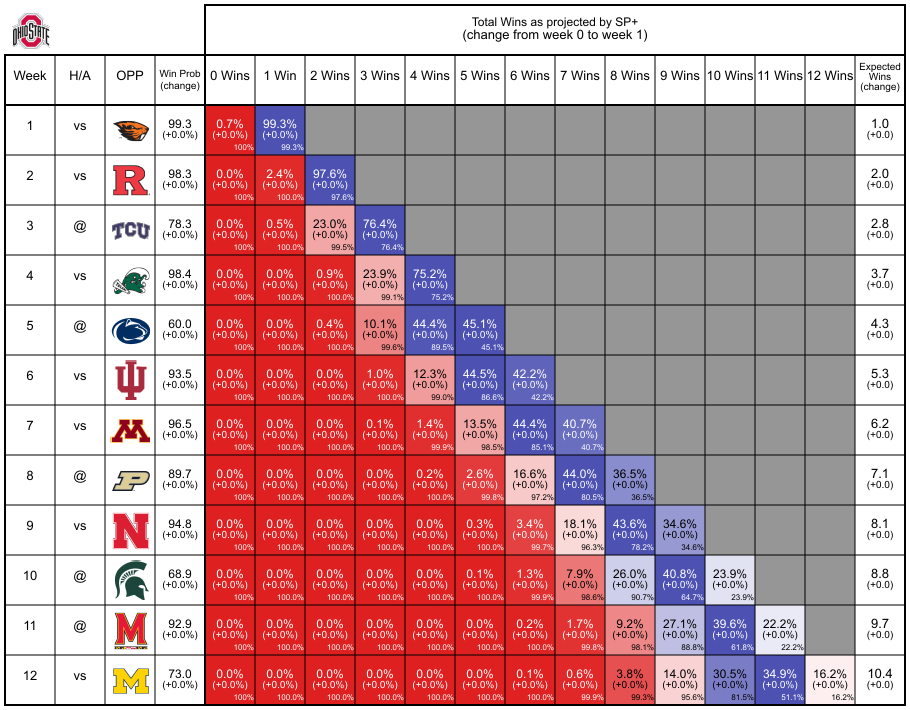 OHIO STATE
Total Wins as projected by SP+
(change from week 0 to week 1)
Week H/A OPP Win Prob (change) 0 Wins 1 Win 2 Wins 3 Wins 4 Wins 5 Wins 6 Wins 7 Wins 8 Wins 9 Wins 10 Wins 11 Wins 12 Wins Expected Wins (change)
1 vs 99.3 0.7% 99.3% 1.0
(+0.0%) (+0.0%) (+0.0%) (+0.0)
100% 99.3%
2 vs R 98.3 0.0% 2.4% 97.6% 2.0
(+0.0%) (+0.0%) (+0.0%) (+0.0%) (+0.0)
100% 100.0% 97.6%
3 @ TCU 78.3 0.0% 0.5% 23.0% 76.4% 2.8
(+0.0%) (+0.0%) (+0.0%) (+0.0%) (+0.0%) (+0.0)
100% 100.0% 99.5% 76.4%
4 vs 98.4 0.0% 0.0% 0.9% 23.9% 75.2% 3.7
(+0.0%) (+0.0%) (+0.0%) (+0.0%) (+0.0%) (+0.0%) (+0.0)
100% 100.0% 100.0% 99.1% 75.2%
5 @ 60.0 0.0% 0.0% 0.4% 10.1% 44.4% 45.1% 4.3
(+0.0%) (+0.0%) (+0.0%) (+0.0%) (+0.0%) (+0.0%) (+0.0%) (+0.0)
100% 100.0% 100.0% 99.6% 89.5% 45.1%
6 vs IU 93.5 0.0% 0.0% 0.0% 1.0% 12.3% 44.5% 42.2% 5.3
(+0.0%) (+0.0%) (+0.0%) (+0.0%) (+0.0%) (+0.0%) (+0.0%) (+0.0%) (+0.0)
100% 100.0% 100.0% 100.0% 99.0% 86.6% 42.2%
7 vs M 96.5 0.0% 0.0% 0.0% 0.1% 1.4% 13.5% 44.4% 40.7% 6.2
(+0.0%) (+0.0%) (+0.0%) (+0.0%) (+0.0%) (+0.0%) (+0.0%) (+0.0%) (+0.0%) (+0.0)
100% 100.0% 100.0% 100.0% 99.9% 98.5% 85.1% 40.7%
8 @ P 89.7 0.0% 0.0% 0.0% 0.0% 0.2% 2.6% 16.6% 44.0% 36.5% 7.1
(+0.0%) (+0.0%) (+0.0%) (+0.0%) (+0.0%) (+0.0%) (+0.0%) (+0.0%) (+0.0%) (+0.0%) (+0.0)
100% 100.0% 100.0% 100.0% 100.0% 99.8% 97.2% 80.5% 36.5%
9 vs N 94.8 0.0% 0.0% 0.0% 0.0% 0.0% 0.3% 3.4% 18.1% 43.6% 34.6% 8.1
(+0.0%) (+0.0%) (+0.0%) (+0.0%) (+0.0%) (+0.0%) (+0.0%) (+0.0%) (+0.0%) (+0.0%) (+0.0%) (+0.0)
100% 100.0% 100.0% 100.0% 100.0% 100.0% 99.7% 96.3% 78.2% 34.6%
10 @ 68.9 0.0% 0.0% 0.0% 0.0% 0.0% 0.1% 1.3% 7.9% 26.0% 40.8% 23.9% 8.8
(+0.0%) (+0.0%) (+0.0%) (+0.0%) (+0.0%) (+0.0%) (+0.0%) (+0.0%) (+0.0%) (+0.0%) (+0.0%) (+0.0%) (+0.0)
100% 100.0% 100.0% 100.0% 100.0% 100.0% 99.9% 98.6% 90.7% 64.7% 23.9%
11 @ M 92.9 0.0% 0.0% 0.0% 0.0% 0.0% 0.0% 0.2% 1.7% 9.2% 27.1% 39.6% 22.2% 9.7
(+0.0%) (+0.0%) (+0.0%) (+0.0%) (+0.0%) (+0.0%) (+0.0%) (+0.0%) (+0.0%) (+0.0%) (+0.0%) (+0.0%) (+0.0%) (+0.0)
100% 100.0% 100.0% 100.0% 100.0% 100.0% 100.0% 99.8% 98.1% 88.8% 61.8% 22.2%
12 vs M 73.0 0.0% 0.0% 0.0% 0.0% 0.0% 0.0% 0.1% 0.6% 3.8% 14.0% 30.5% 34.9% 16.2% 10.4
(+0.0%) (+0.0%) (+0.0%) (+0.0%) (+0.0%) (+0.0%) (+0.0%) (+0.0%) (+0.0%) (+0.0%) (+0.0%) (+0.0%) (+0.0%) (+0.0%) (+0.0)
100% 100.0% 100.0% 100.0% 100.0% 100.0% 100.0% 99.9% 99.3% 95.6% 81.5% 51.1% 16.2%